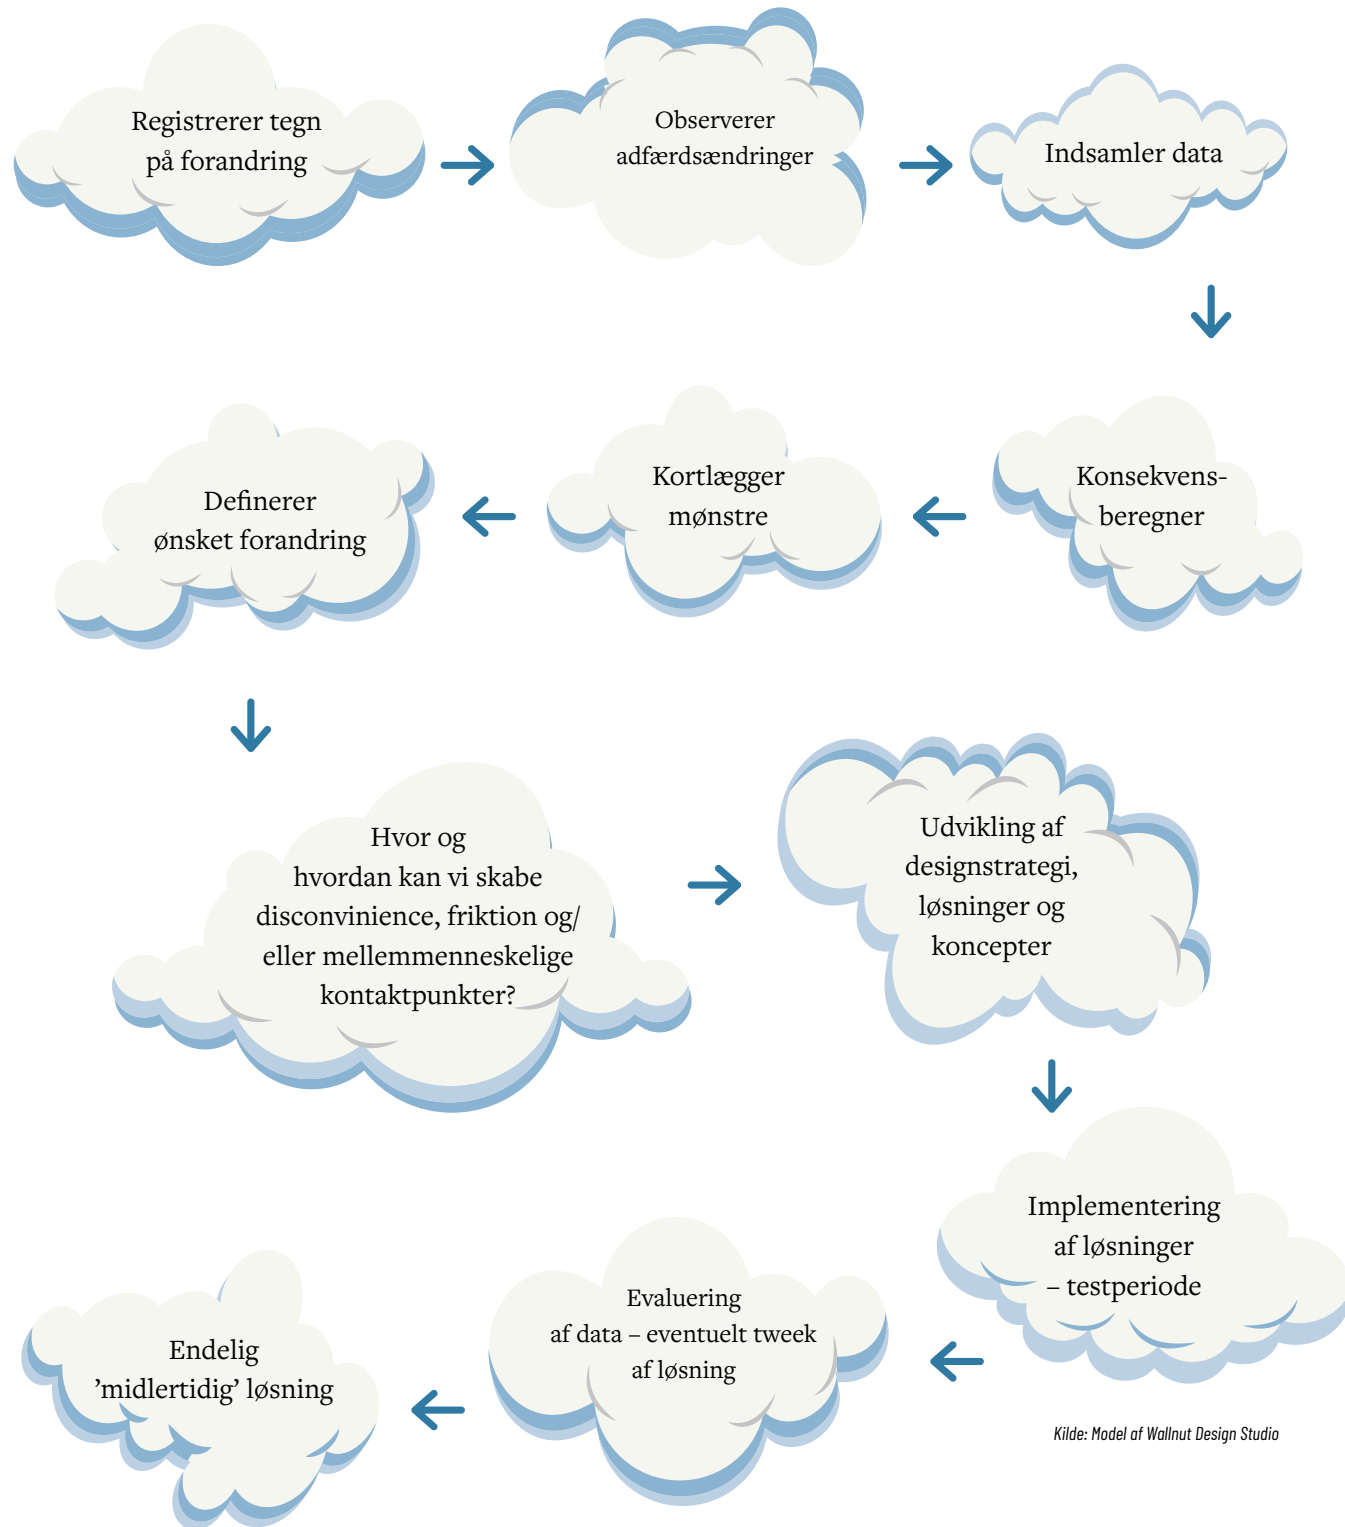 Registrerer tegn
på forandring
Observerer
adfærdsændringer
Indsamler data
Konsekvens-
beregner
Kortlægger
mønstre
Definerer
ønsket forandring
Hvor og
hvordan kan vi skabe
disconvinience, friktion og/
eller mellemmenneskelige
kontaktpunkter?
Udvikling af
designstrategi,
løsninger og
koncepter
Implementering
af løsninger
– testperiode
Evaluering
af data – eventuelt tweek
af løsning
Endelig
’midlertidig’ løsning
Kilde: Model af Wallnut Design Studio